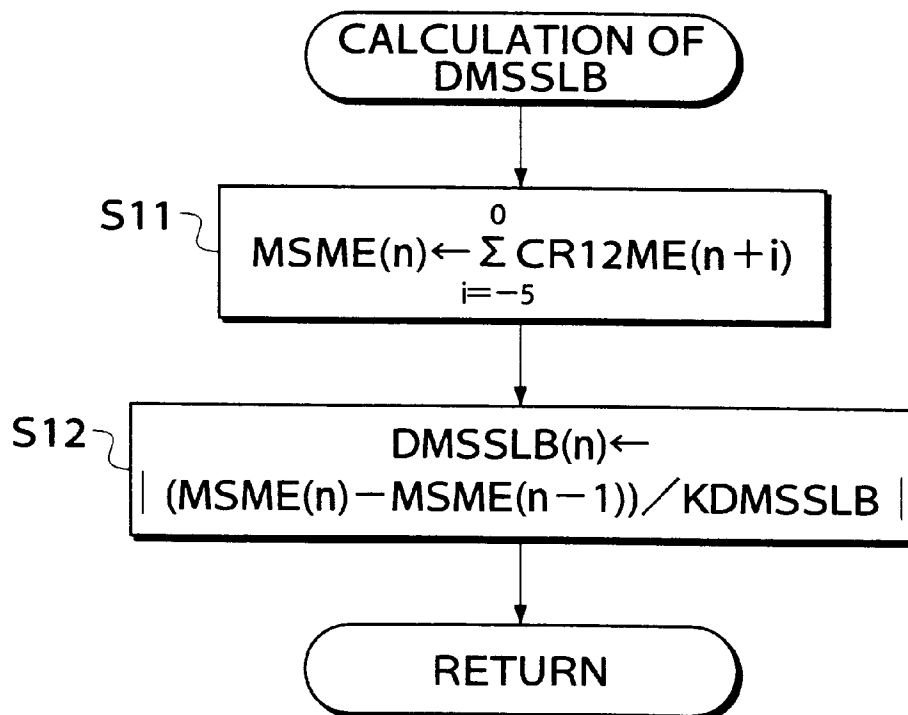 CALCULATION OF
DMSSLB
S11
0
MSME(n)←Σ CR12ME(n+i)
i=−5
S12
DMSSLB(n)←
| (MSME(n)−MSME(n−1))/KDMSSLB |
RETURN